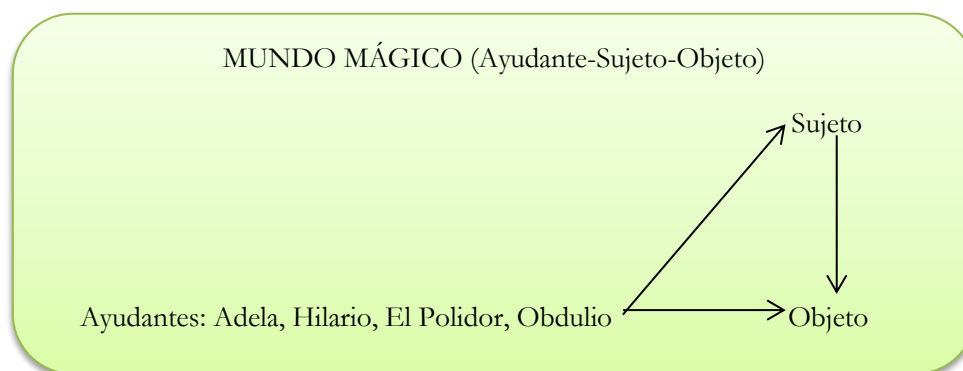 MUNDO MÁGICO (Ayudante-Sujeto-Objeto)
Sujeto
Ayudantes: Adela, Hilario, El Polidor, Obdulio
Objeto